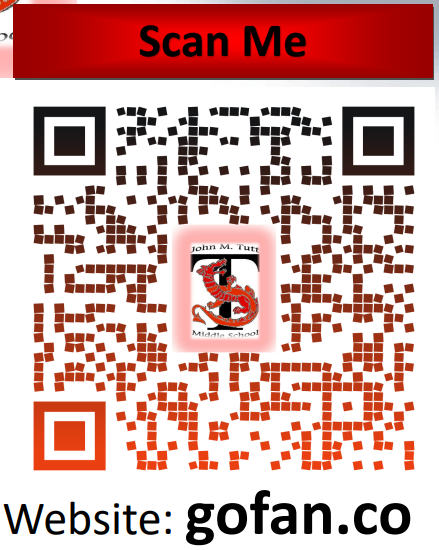 Scan Me
John M. Tutt
Middle School
Website: gofan.co